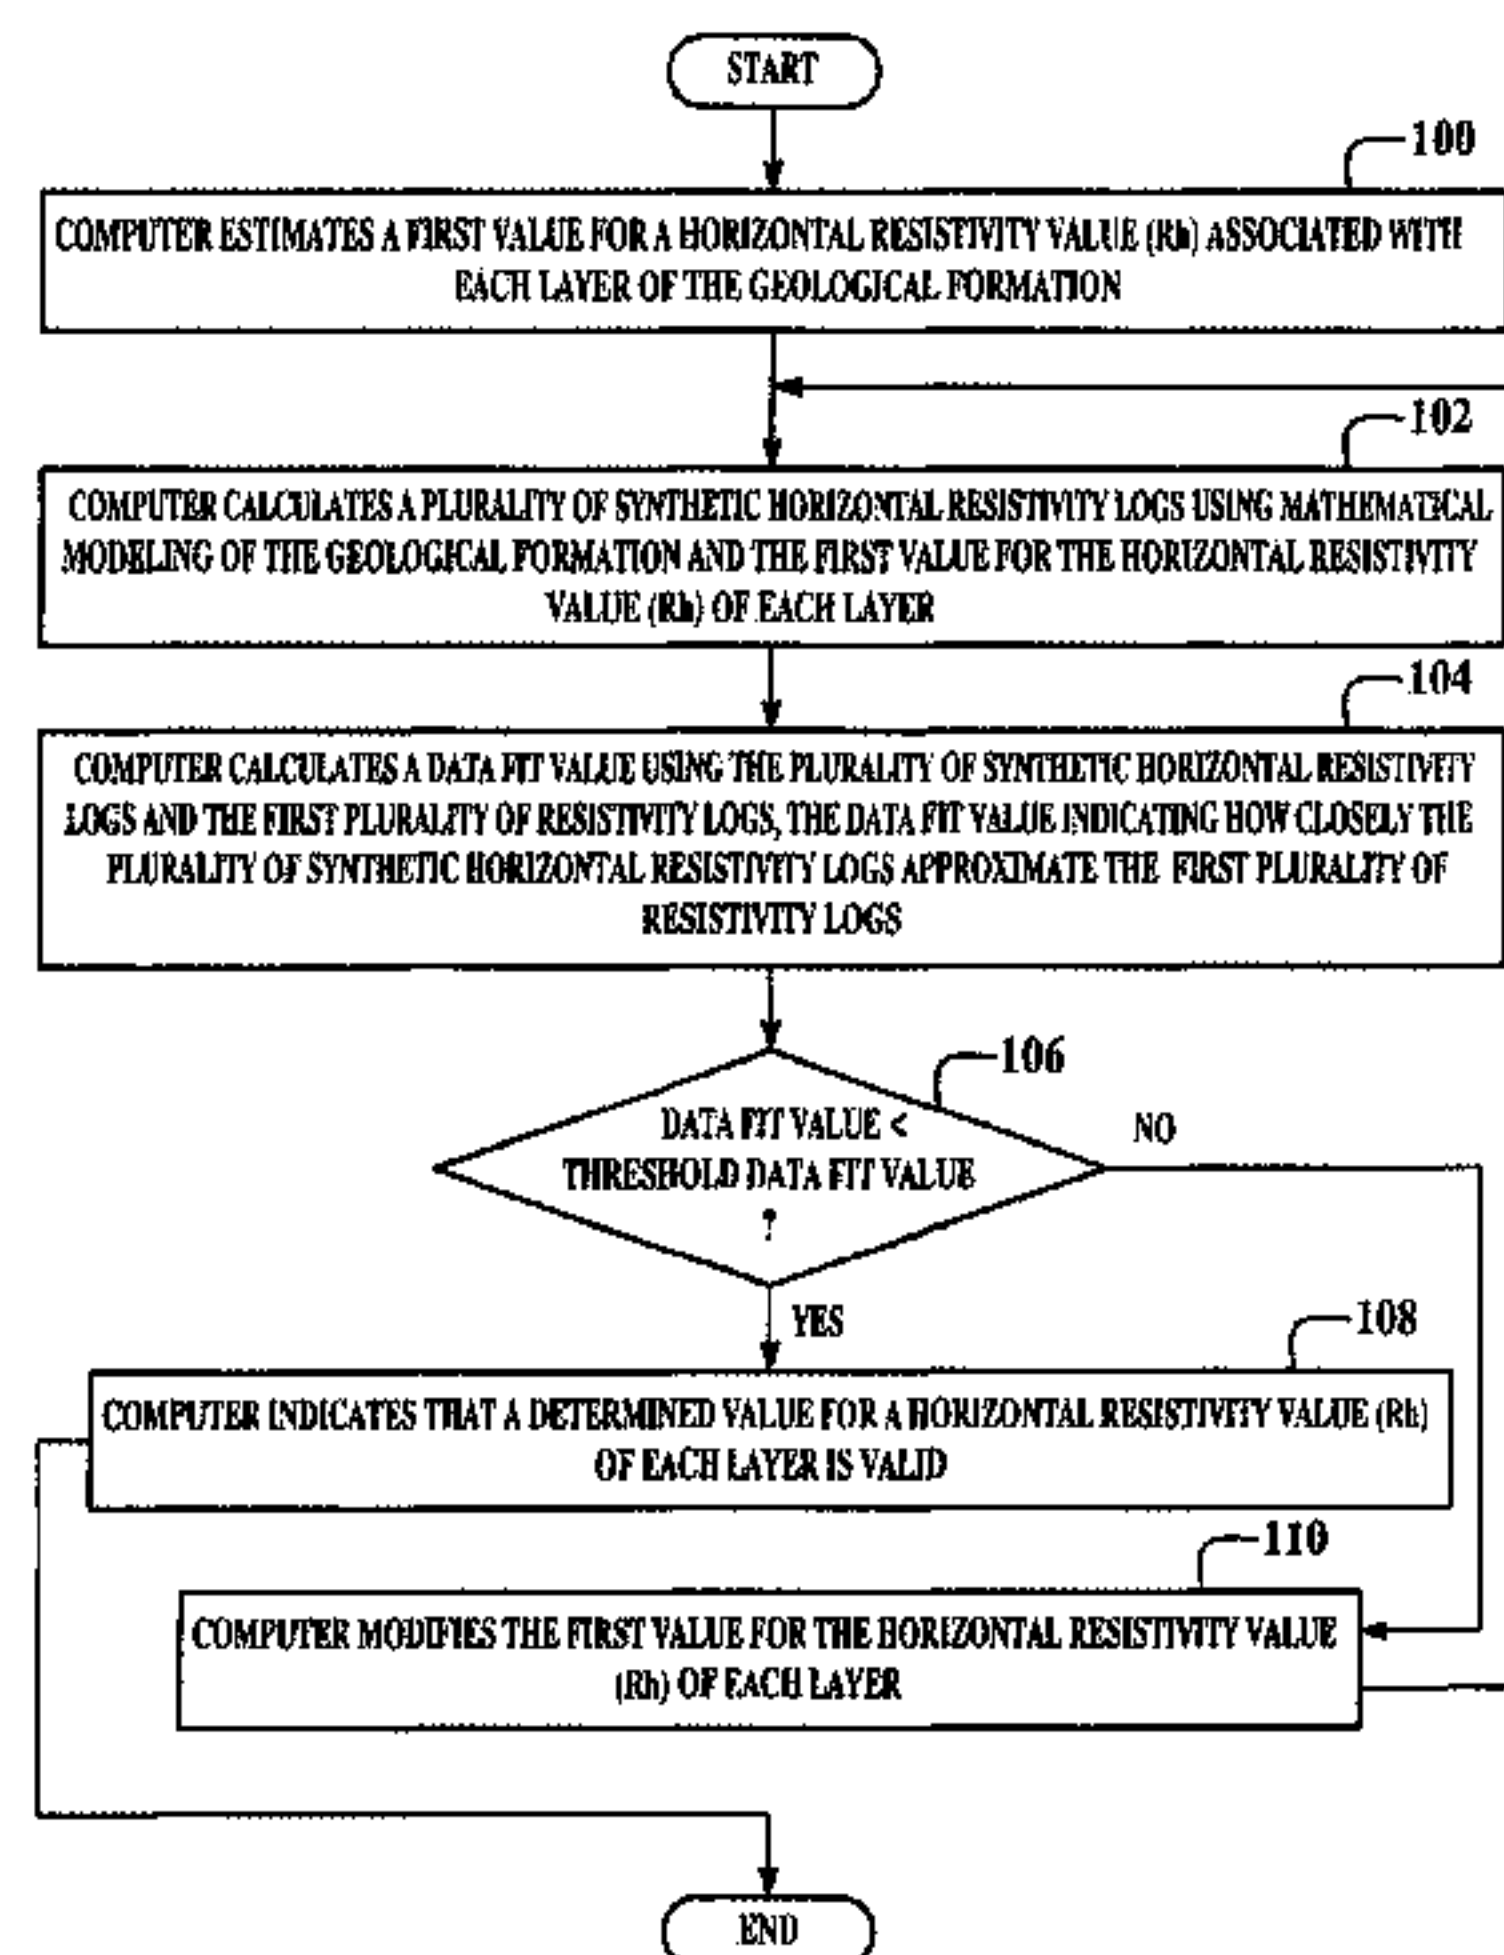 START
100
COMPUTER ESTIMATES A FIRST VALUE FOR A HORIZONTAL RESISTIVITY VALUE (Rh) ASSOCIATED WITH
EACH LAYER OF THE GEOLOGICAL FORMATION
102
COMPUTER CALCULATES A PLURALITY OF SYNTHETIC HORIZONTAL RESISTIVITY LOGS USING MATHEMATICAL
MODELING OF THE GEOLOGICAL FORMATION AND THE FIRST VALUE FOR THE HORIZONTAL RESISTIVITY
VALUE (Rh) OF EACH LAYER
104
COMPUTER CALCULATES A DATA FIT VALUE USING THE PLURALITY OF SYNTHETIC HORIZONTAL RESISTIVITY
LOGS AND THE FIRST PLURALITY OF RESISTIVITY LOGS, THE DATA FIT VALUE INDICATING HOW CLOSELY THE
PLURALITY OF SYNTHETIC HORIZONTAL RESISTIVITY LOGS APPROXIMATE THE FIRST PLURALITY OF
RESISTIVITY LOGS
106
DATA FIT VALUE <
THRESHOLD DATA FIT VALUE
?
NO
YES
108
COMPUTER INDICATES THAT A DETERMINED VALUE FOR A HORIZONTAL RESISTIVITY VALUE (Rh)
OF EACH LAYER IS VALID
110
COMPUTER MODIFIES THE FIRST VALUE FOR THE HORIZONTAL RESISTIVITY VALUE
(Rh) OF EACH LAYER
END